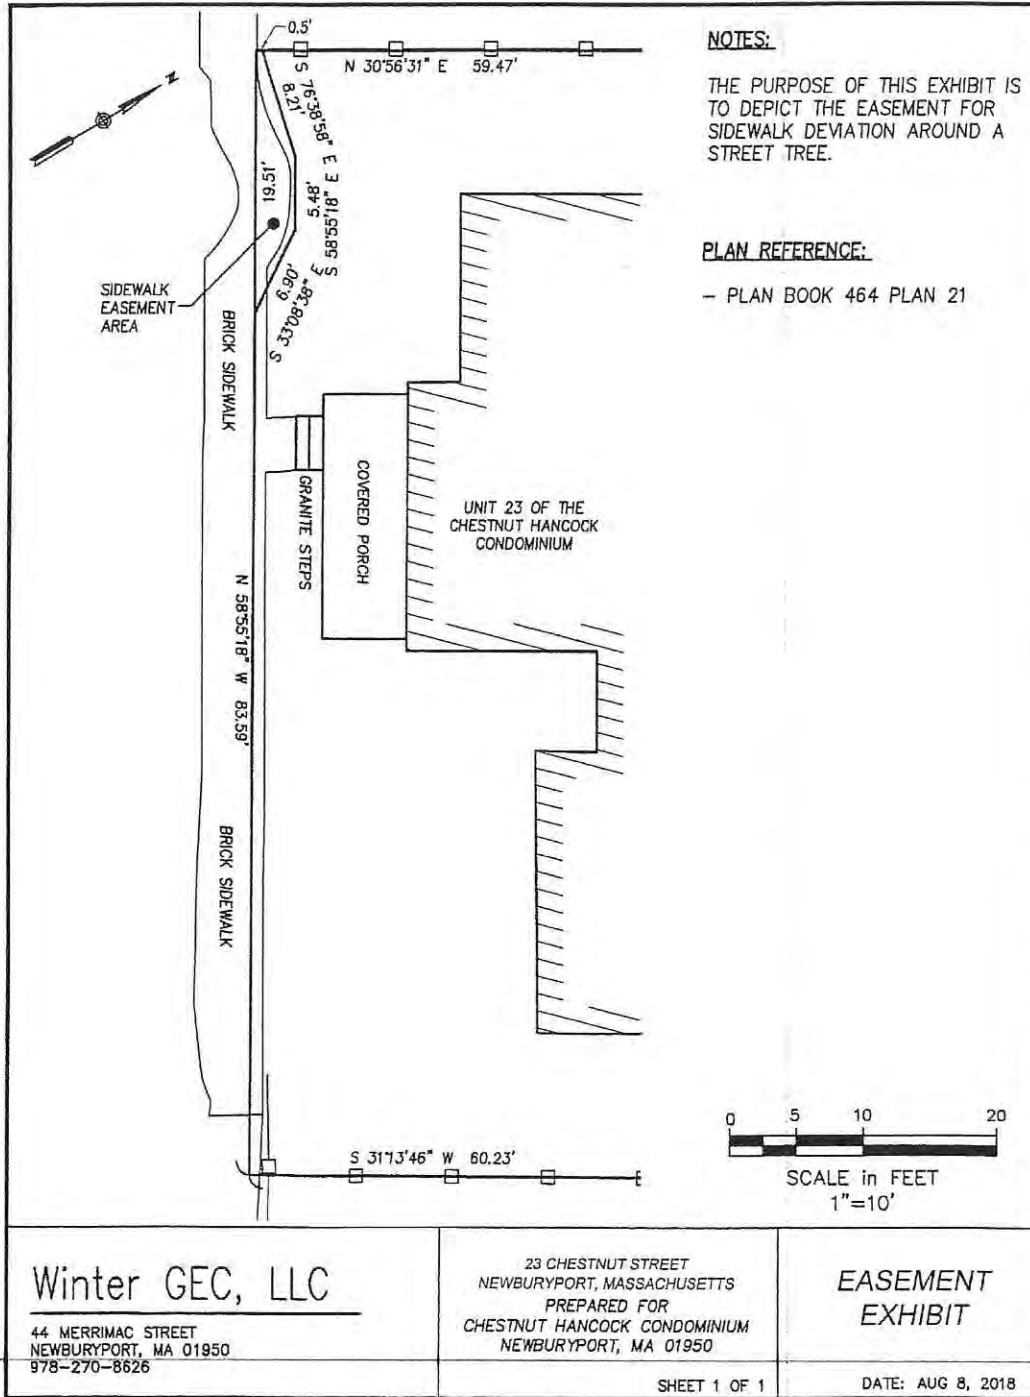 0.5'
N 30°56'31" E 59.47'
S 76°38'58" E
8.21'
19.51'
5.48'
S 58°55'18" E
6.90'
S 33°08'38" E
N
SIDEWALK
EASEMENT
AREA
BRICK SIDEWALK
GRANITE STEPS
COVERED PORCH
UNIT 23 OF THE
CHESTNUT HANCOCK
CONDOMINIUM
N 58°55'18" W 83.59'
BRICK SIDEWALK
S 31°13'46" W 60.23'
NOTES:
THE PURPOSE OF THIS EXHIBIT IS
TO DEPICT THE EASEMENT FOR
SIDEWALK DEVIATION AROUND A
STREET TREE.
PLAN REFERENCE:
- PLAN BOOK 464 PLAN 21
0 5 10 20
SCALE in FEET
1"=10'
Winter GEC, LLC
44 MERRIMAC STREET
NEWBURYPORT, MA 01950
978-270-8626
23 CHESTNUT STREET
NEWBURYPORT, MASSACHUSETTS
PREPARED FOR
CHESTNUT HANCOCK CONDOMINIUM
NEWBURYPORT, MA 01950
SHEET 1 OF 1
EASEMENT
EXHIBIT
DATE: AUG 8, 2018